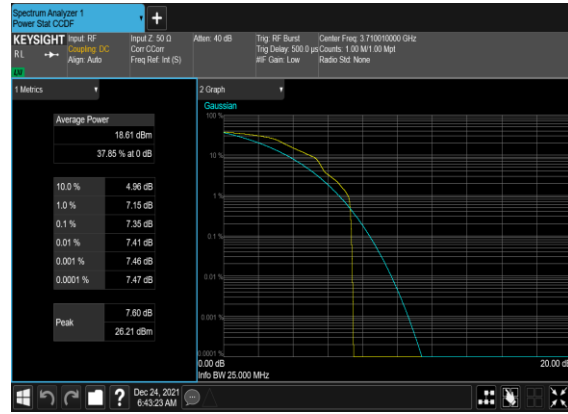 Spectrum Analyzer 1
Power Stat CCDF
KEYSIGHT
RL
Input: RF
Coupling: DC
Align: Auto
Input Z: 50 Ω
Corr CCorr
Freq Ref: Int (S)
Atten: 40 dB
Trig: RF Burst
Trig Delay: 500.0 µs
#IF Gain: Low
Center Freq: 3.710010000 GHz
Counts: 1.00 M/1.00 Mpt
Radio Std: None
1 Metrics
Average Power
18.61 dBm
37.85 % at 0 dB
10.0 % 4.96 dB
1.0 % 7.15 dB
0.1 % 7.35 dB
0.01 % 7.41 dB
0.001 % 7.46 dB
0.0001 % 7.47 dB
Peak
7.60 dB
26.21 dBm
2 Graph
Gaussian
100 %
10 %
1 %
0.1 %
0.01 %
0.001 %
0.0001 %
0.00 dB
20.00 dB
Info BW 25.000 MHz
Dec 24, 2021
6:43:23 AM